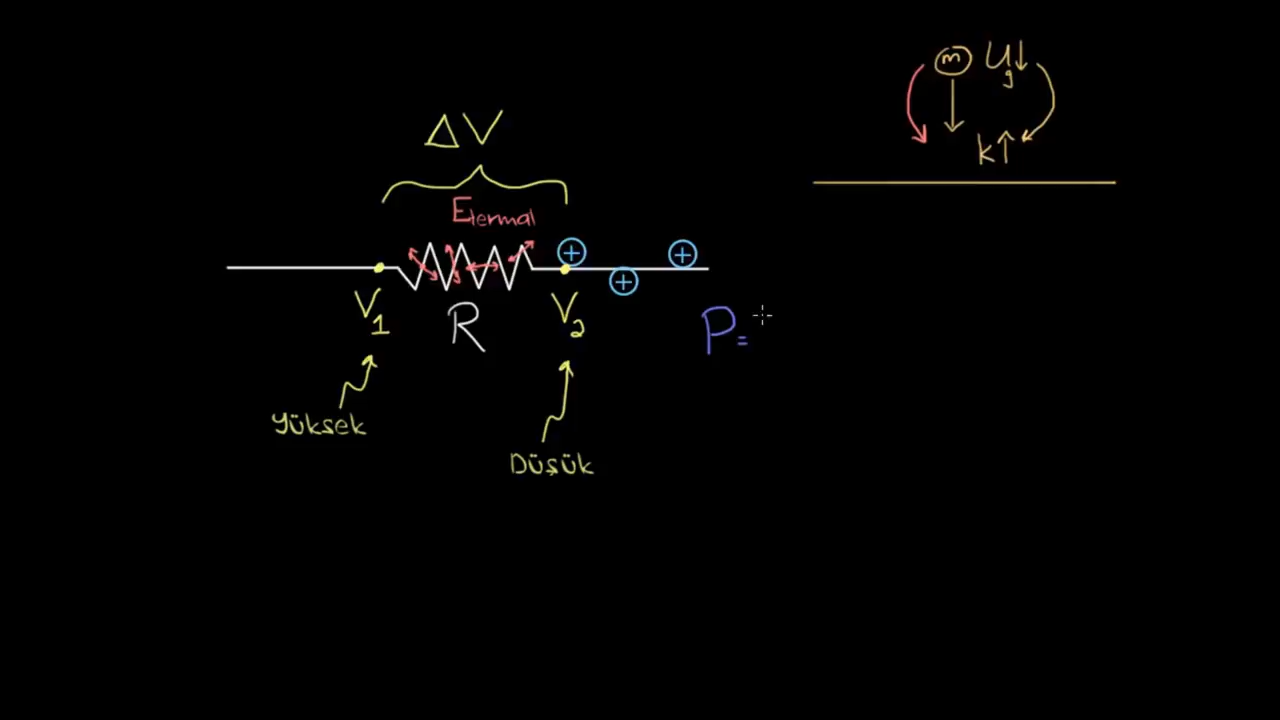 m Ug↓
k↑
ΔV
Etermal
+ + +
V1 R V2
P=
Yüksek
Düşük